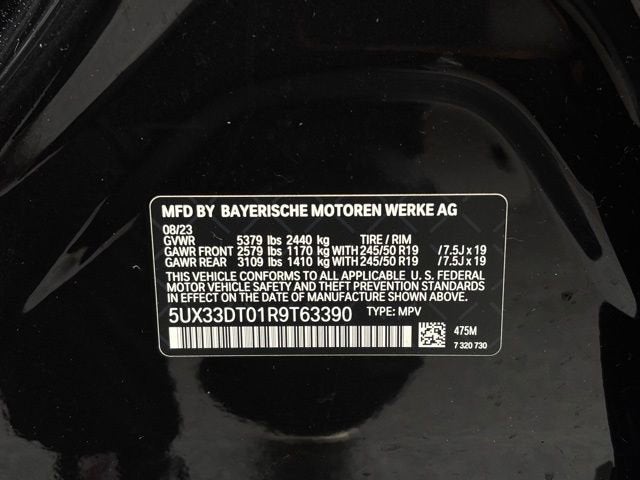 MFD BY BAYERISCHE MOTOREN WERKE AG
08/23
GVWR 5379 lbs 2440 kg TIRE / RIM
GAWR FRONT 2579 lbs 1170 kg WITH 245/50 R19 / 7.5J x 19
GAWR REAR 3109 lbs 1410 kg WITH 245/50 R19 / 7.5J x 19
THIS VEHICLE CONFORMS TO ALL APPLICABLE U. S. FEDERAL
MOTOR VEHICLE SAFETY AND THEFT PREVENTION STANDARDS
IN EFFECT ON THE DATE OF MANUFACTURE SHOWN ABOVE.
5UX33DT01R9T63390 TYPE: MPV
475M
7 320 730